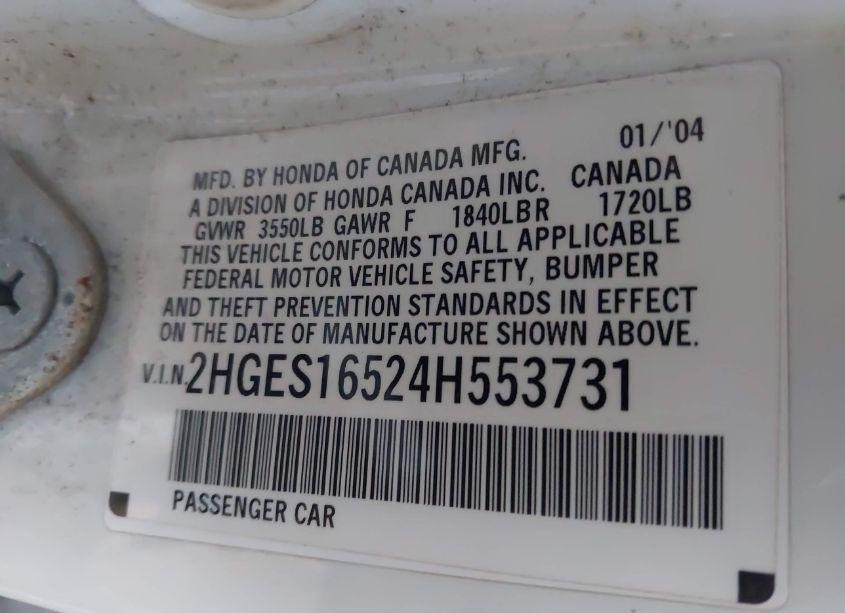 01/'04
MFD. BY HONDA OF CANADA MFG.
A DIVISION OF HONDA CANADA INC. CANADA
GVWR 3550LB GAWR F 1840LBR 1720LB
THIS VEHICLE CONFORMS TO ALL APPLICABLE
FEDERAL MOTOR VEHICLE SAFETY, BUMPER
AND THEFT PREVENTION STANDARDS IN EFFECT
ON THE DATE OF MANUFACTURE SHOWN ABOVE.
V.I.N. 2HGES16524H553731
PASSENGER CAR